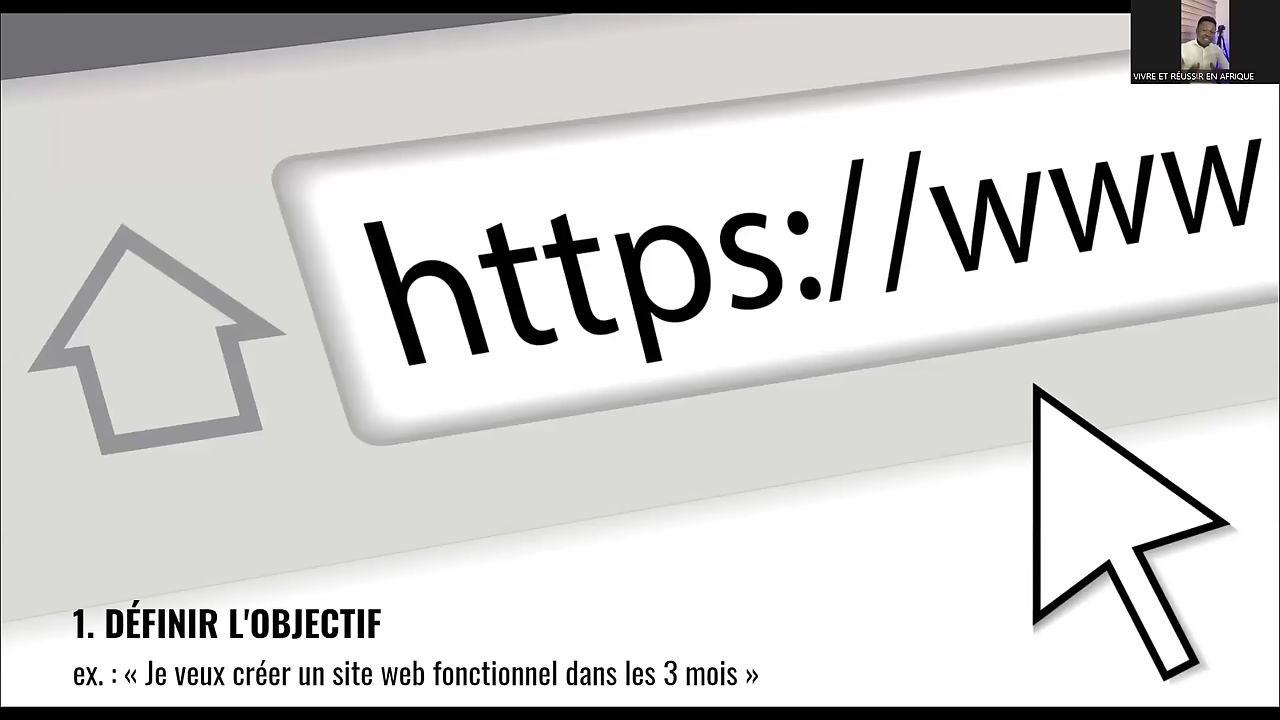 VIVRE ET RÉUSSIR EN AFRIQUE
https://www
1. DÉFINIR L'OBJECTIF
ex. : « Je veux créer un site web fonctionnel dans les 3 mois »